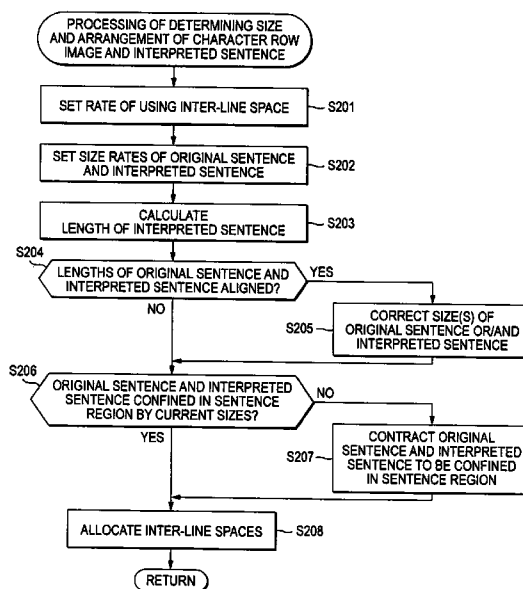 PROCESSING OF DETERMINING SIZE
AND ARRANGEMENT OF CHARACTER ROW
IMAGE AND INTERPRETED SENTENCE
SET RATE OF USING INTER-LINE SPACE
S201
SET SIZE RATES OF ORIGINAL SENTENCE
AND INTERPRETED SENTENCE
S202
CALCULATE
LENGTH OF INTERPRETED SENTENCE
S203
S204
LENGTHS OF ORIGINAL SENTENCE AND
INTERPRETED SENTENCE ALIGNED?
YES
NO
S205
CORRECT SIZE(S) OF
ORIGINAL SENTENCE OR/AND
INTERPRETED SENTENCE
S206
ORIGINAL SENTENCE AND INTERPRETED
SENTENCE CONFINED IN SENTENCE
REGION BY CURRENT SIZES?
NO
YES
S207
CONTRACT ORIGINAL
SENTENCE AND INTERPRETED
SENTENCE TO BE CONFINED
IN SENTENCE REGION
ALLOCATE INTER-LINE SPACES
S208
RETURN